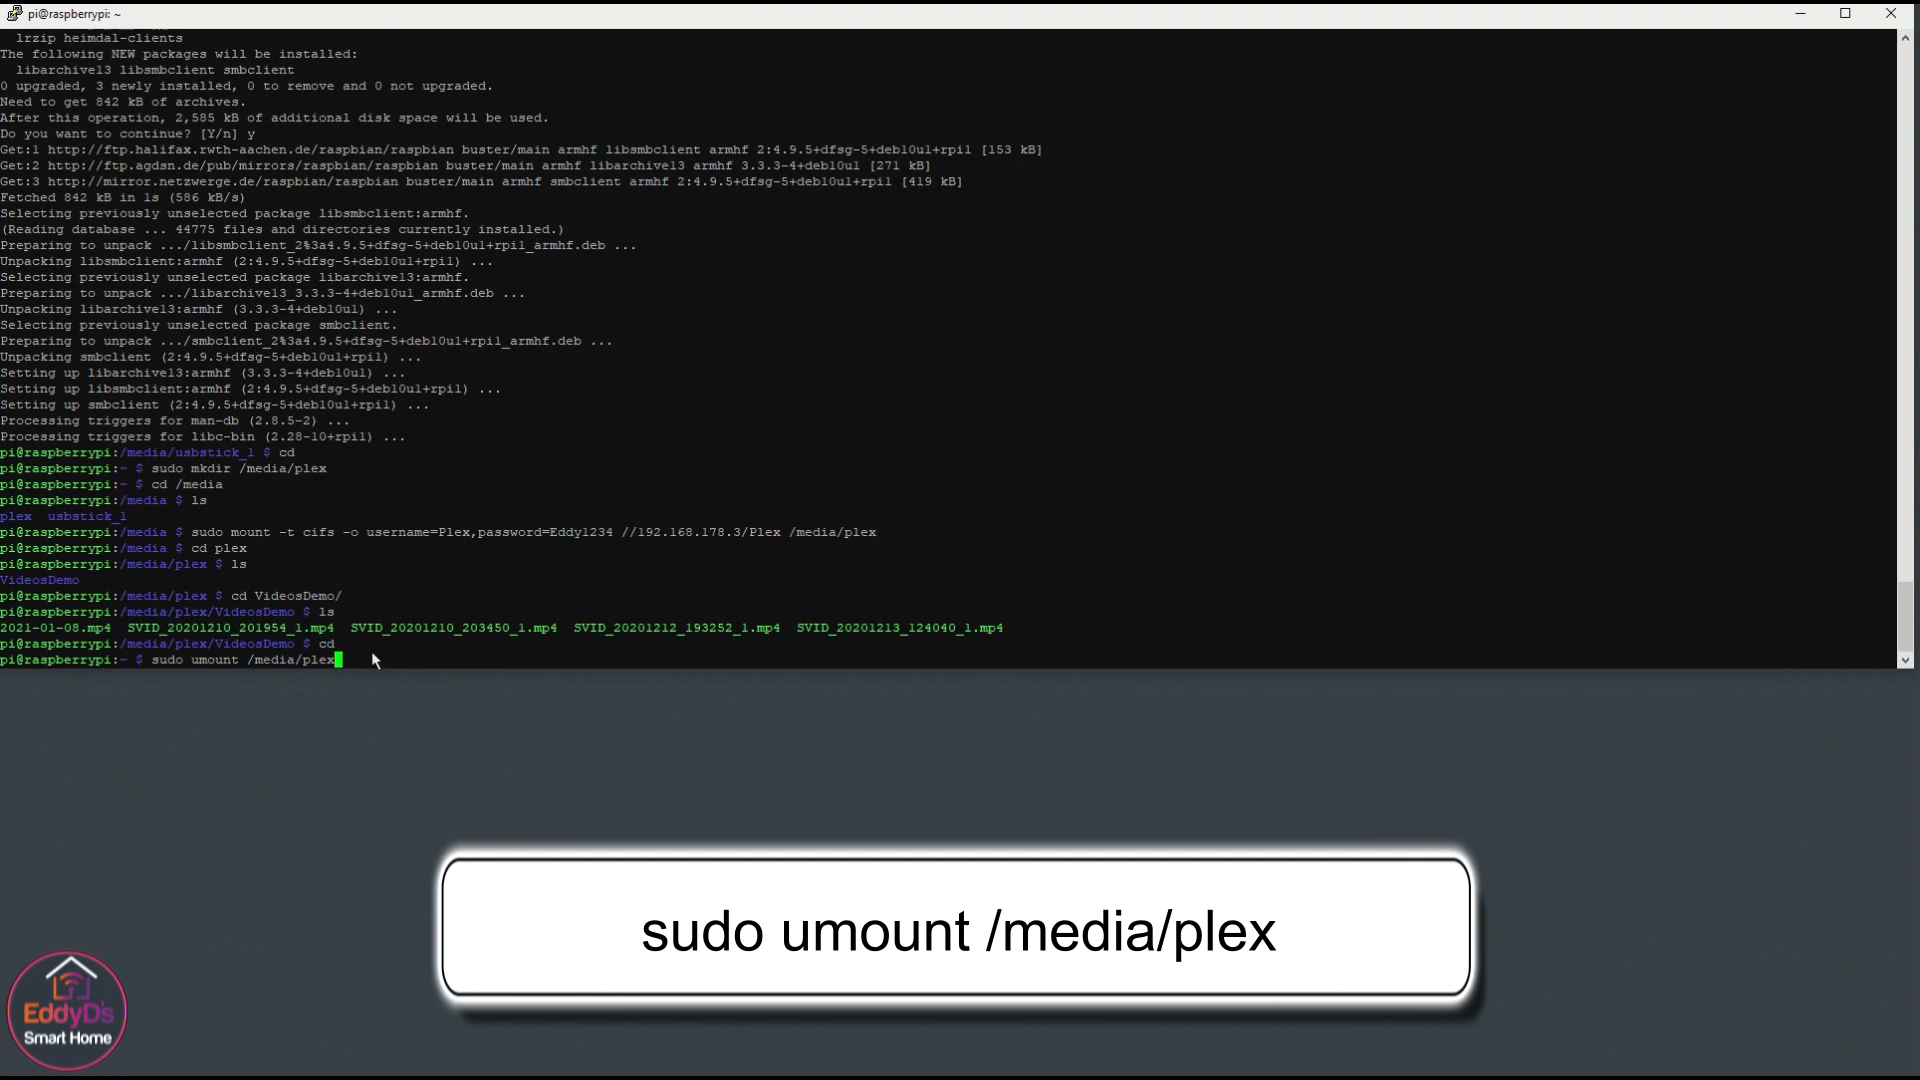 pi@raspberrypi: ~
lrzip heimdal-clients
The following NEW packages will be installed:
libarchive13 libsmbclient smbclient
0 upgraded, 3 newly installed, 0 to remove and 0 not upgraded.
Need to get 842 kB of archives.
After this operation, 2,585 kB of additional disk space will be used.
Do you want to continue? [Y/n] y
Get:1 http://ftp.halifax.rwth-aachen.de/raspbian/raspbian buster/main armhf libsmbclient armhf 2:4.9.5+dfsg-5+deb10u1+rpi1 [153 kB]
Get:2 http://ftp.agdsn.de/pub/mirrors/raspbian/raspbian buster/main armhf libarchive13 armhf 3.3.3-4+deb10u1 [271 kB]
Get:3 http://mirror.netzwerge.de/raspbian/raspbian buster/main armhf smbclient armhf 2:4.9.5+dfsg-5+deb10u1+rpi1 [419 kB]
Fetched 842 kB in 1s (586 kB/s)
Selecting previously unselected package libsmbclient:armhf.
(Reading database ... 44775 files and directories currently installed.)
Preparing to unpack .../libsmbclient_2%3a4.9.5+dfsg-5+deb10u1+rpi1_armhf.deb ...
Unpacking libsmbclient:armhf (2:4.9.5+dfsg-5+deb10u1+rpi1) ...
Selecting previously unselected package libarchive13:armhf.
Preparing to unpack .../libarchive13_3.3.3-4+deb10u1_armhf.deb ...
Unpacking libarchive13:armhf (3.3.3-4+deb10u1) ...
Selecting previously unselected package smbclient.
Preparing to unpack .../smbclient_2%3a4.9.5+dfsg-5+deb10u1+rpi1_armhf.deb ...
Unpacking smbclient (2:4.9.5+dfsg-5+deb10u1+rpi1) ...
Setting up libarchive13:armhf (3.3.3-4+deb10u1) ...
Setting up libsmbclient:armhf (2:4.9.5+dfsg-5+deb10u1+rpi1) ...
Setting up smbclient (2:4.9.5+dfsg-5+deb10u1+rpi1) ...
Processing triggers for man-db (2.8.5-2) ...
Processing triggers for libc-bin (2.28-10+rpi1) ...
pi@raspberrypi:/media/usbstick_1 $ cd
pi@raspberrypi:~ $ sudo mkdir /media/plex
pi@raspberrypi:~ $ cd /media
pi@raspberrypi:/media $ ls
plex usbstick_1
pi@raspberrypi:/media $ sudo mount -t cifs -o username=Plex,password=Eddy1234 //192.168.178.3/Plex /media/plex
pi@raspberrypi:/media $ cd plex
pi@raspberrypi:/media/plex $ ls
VideosDemo
pi@raspberrypi:/media/plex $ cd VideosDemo/
pi@raspberrypi:/media/plex/VideosDemo $ ls
2021-01-08.mp4 SVID_20201210_201954_1.mp4 SVID_20201210_203450_1.mp4 SVID_20201212_193252_1.mp4 SVID_20201213_124040_1.mp4
pi@raspberrypi:/media/plex/VideosDemo $ cd
pi@raspberrypi:~ $ sudo umount /media/plex
sudo umount /media/plex
EddyD's
Smart Home